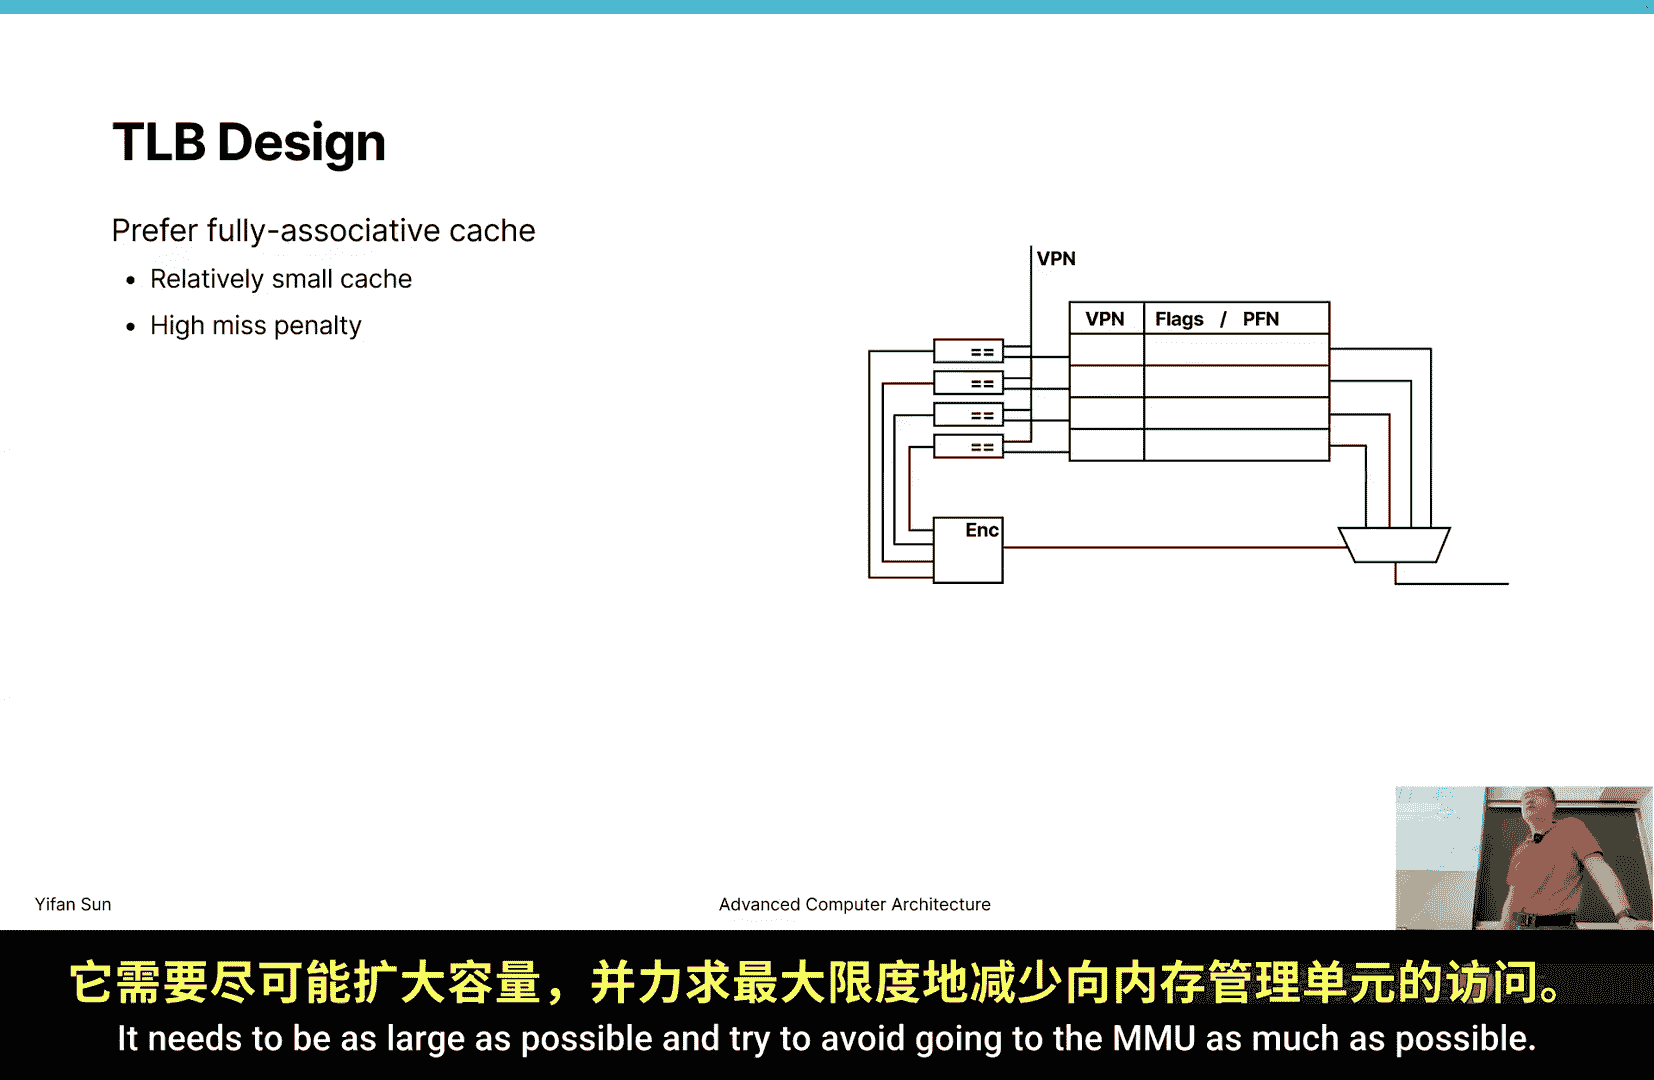 TLB Design
Prefer fully-associative cache
• Relatively small cache
• High miss penalty
VPN
VPN Flags / PFN
==
==
==
==
Enc
Yifan Sun
Advanced Computer Architecture
它需要尽可能扩大容量，并力求最大限度地减少向内存管理单元的访问。
It needs to be as large as possible and try to avoid going to the MMU as much as possible.